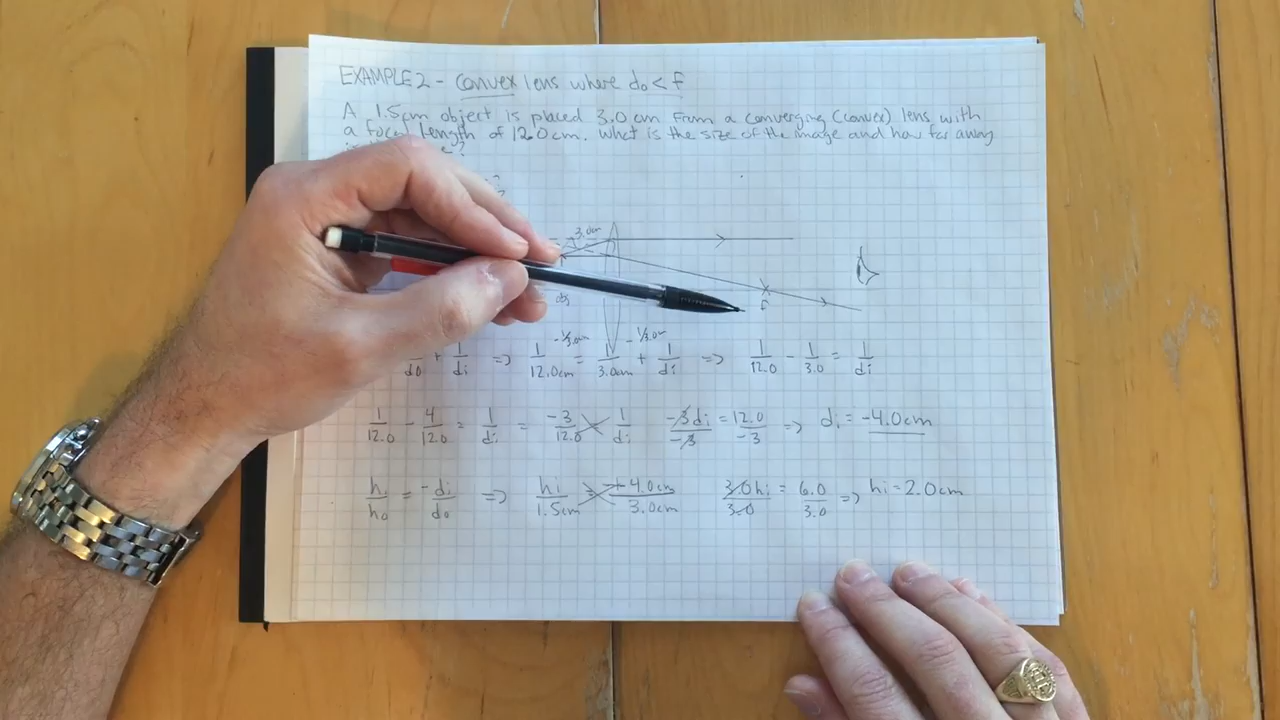 EXAMPLE 2 - Convex lens where do < f
A 1.5cm object is placed 3.0 cm from a converging (convex) lens with
a focal length of 12.0 cm. What is the size of the image and how far away
?
3.0cm
obj
f
-1/3.0cm -1/3.0cm
do + 1/di => 1/12.0cm = 1/3.0cm + 1/di => 1/12.0 - 1/3.0 = 1/di
1/12.0 - 4/12.0 = 1/di = -3/12.0 1/di -3di/-3 = 12.0/-3 => di = -4.0cm
hi/ho = -di/do => hi/1.5cm = -+4.0cm/3.0cm 3.0hi/3.0 = 6.0/3.0 => hi = 2.0cm